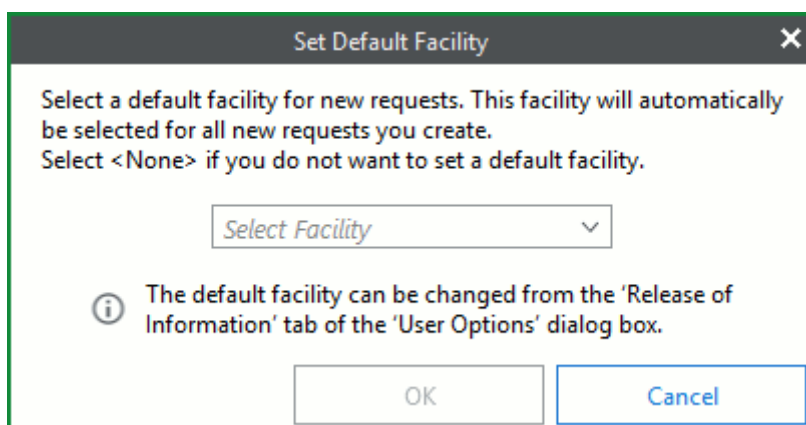 Set Default Facility
Select a default facility for new requests. This facility will automatically
be selected for all new requests you create.
Select <None> if you do not want to set a default facility.
Select Facility
The default facility can be changed from the ‘Release of
Information’ tab of the ‘User Options’ dialog box.
OK
Cancel